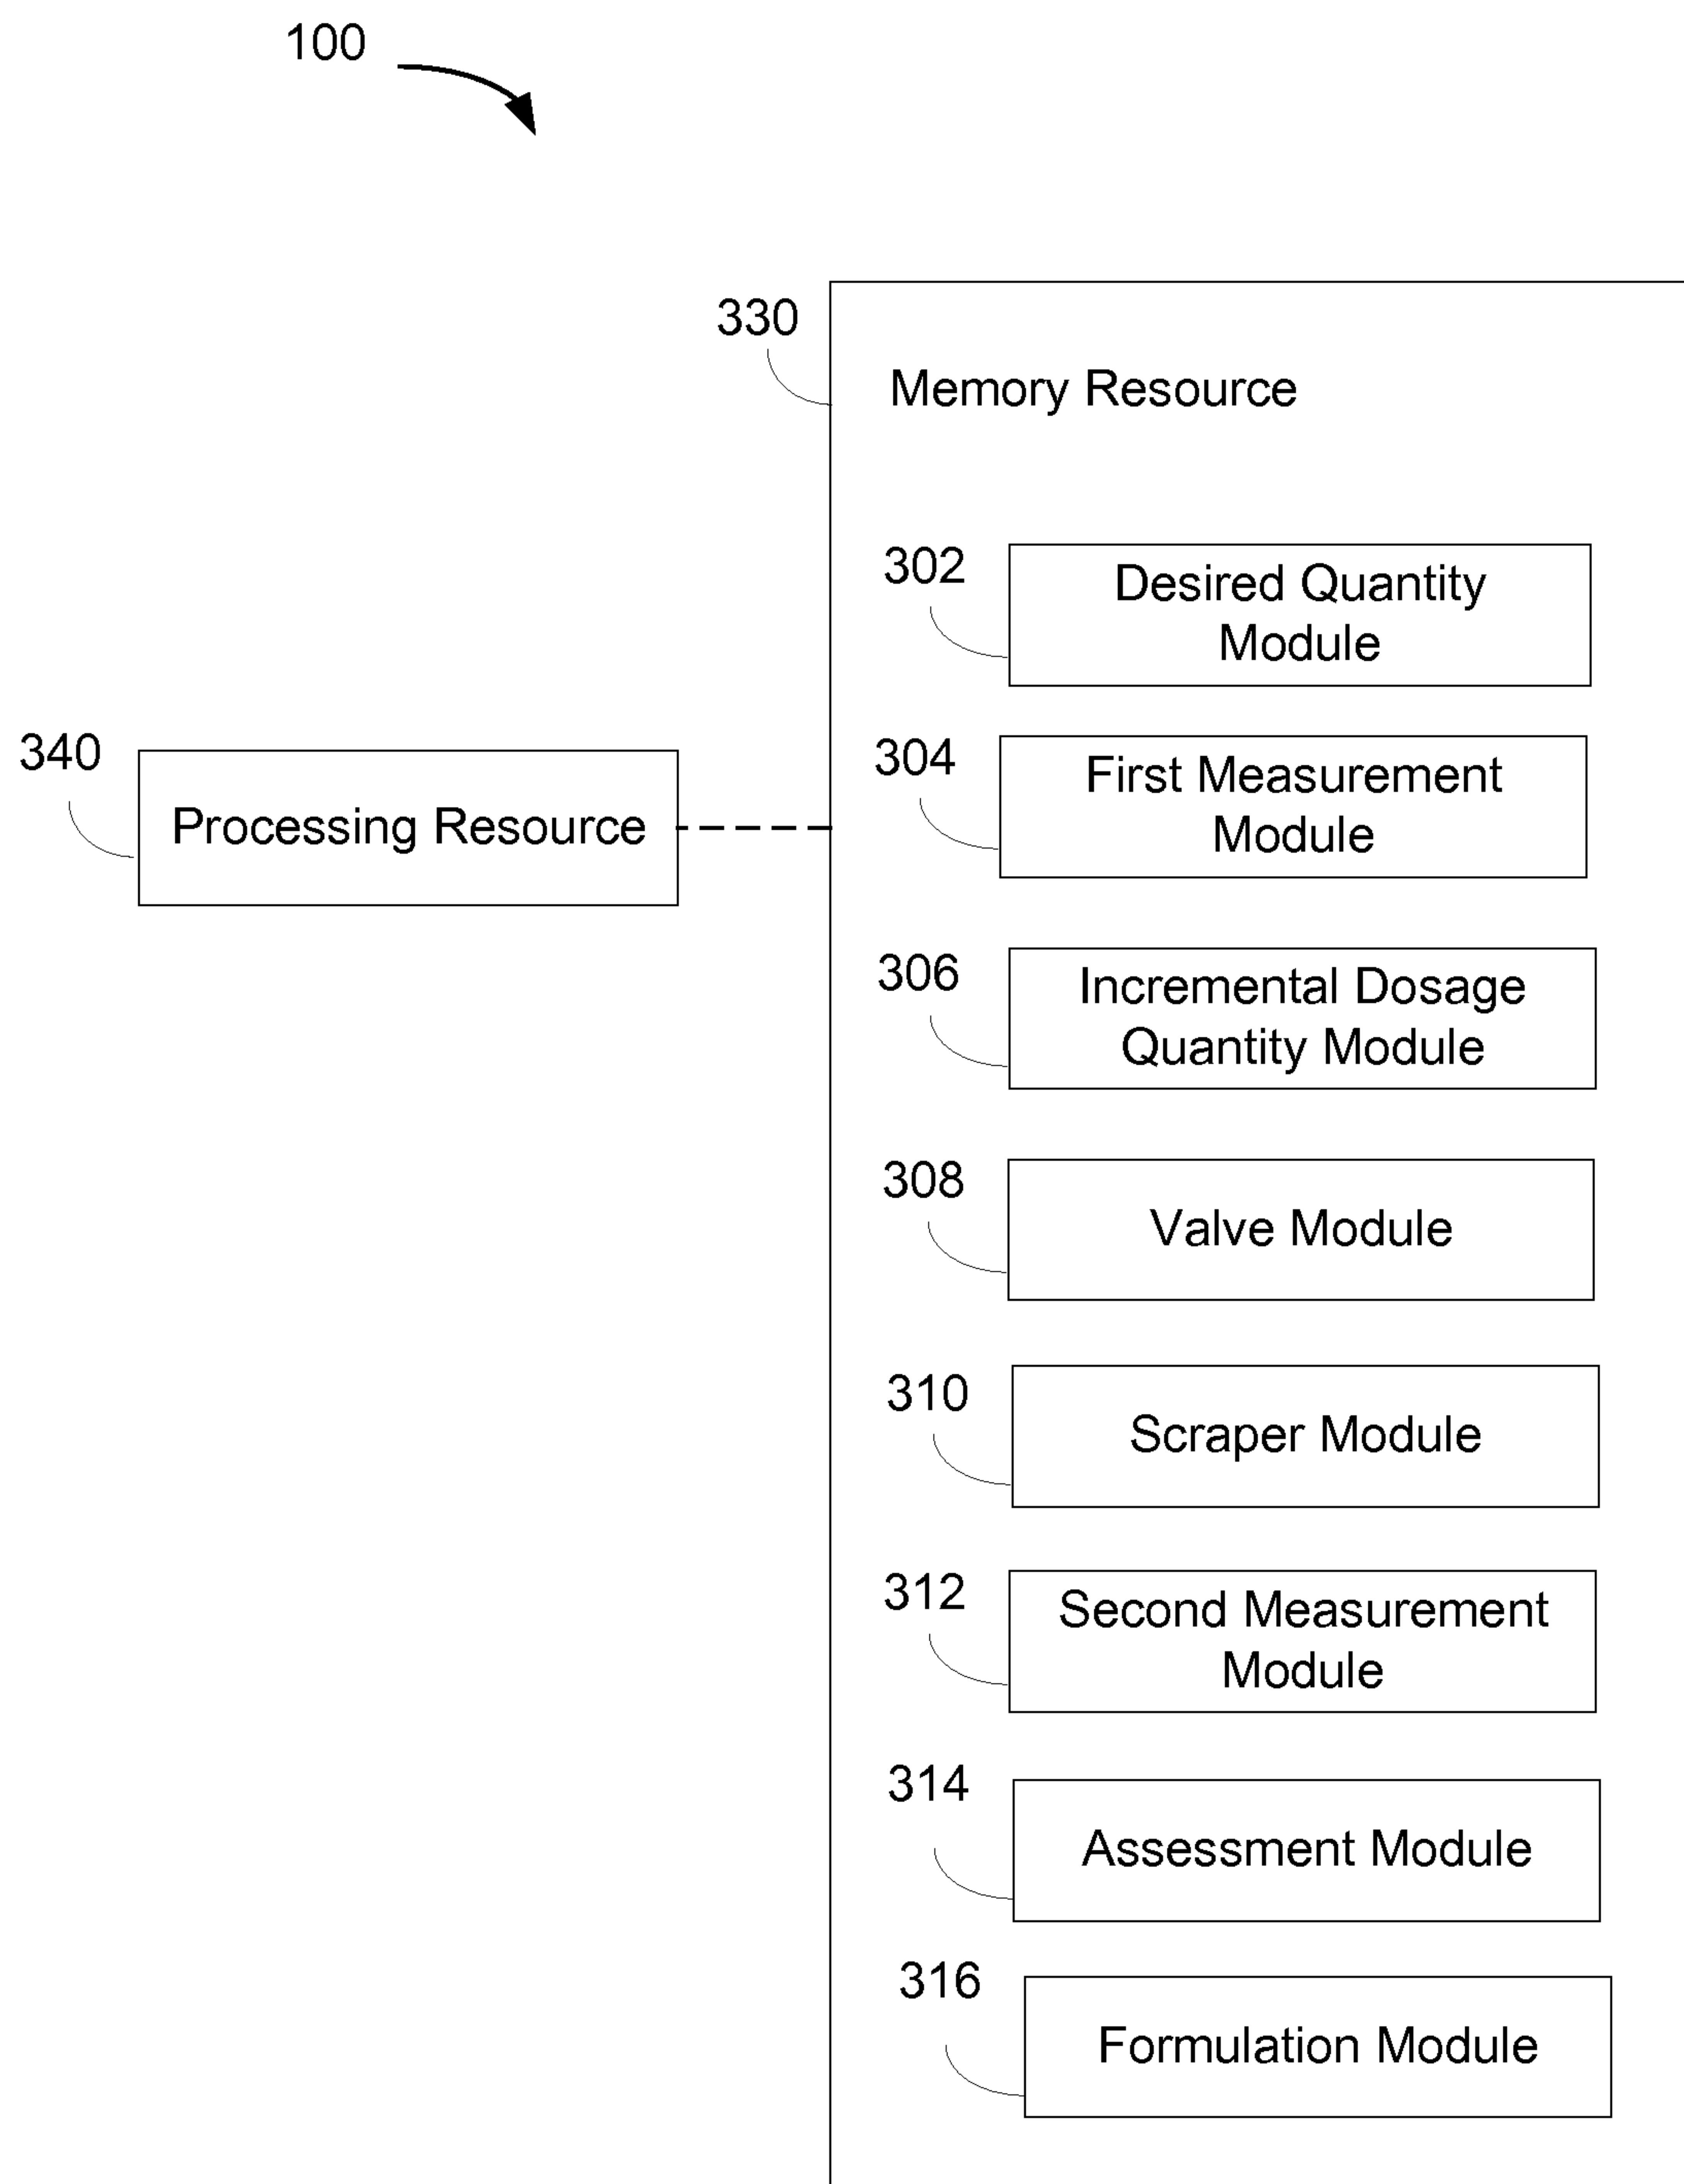 100
330
Memory Resource
302
Desired Quantity
Module
340
Processing Resource
304
First Measurement
Module
306
Incremental Dosage
Quantity Module
308
Valve Module
310
Scraper Module
312
Second Measurement
Module
314
Assessment Module
316
Formulation Module